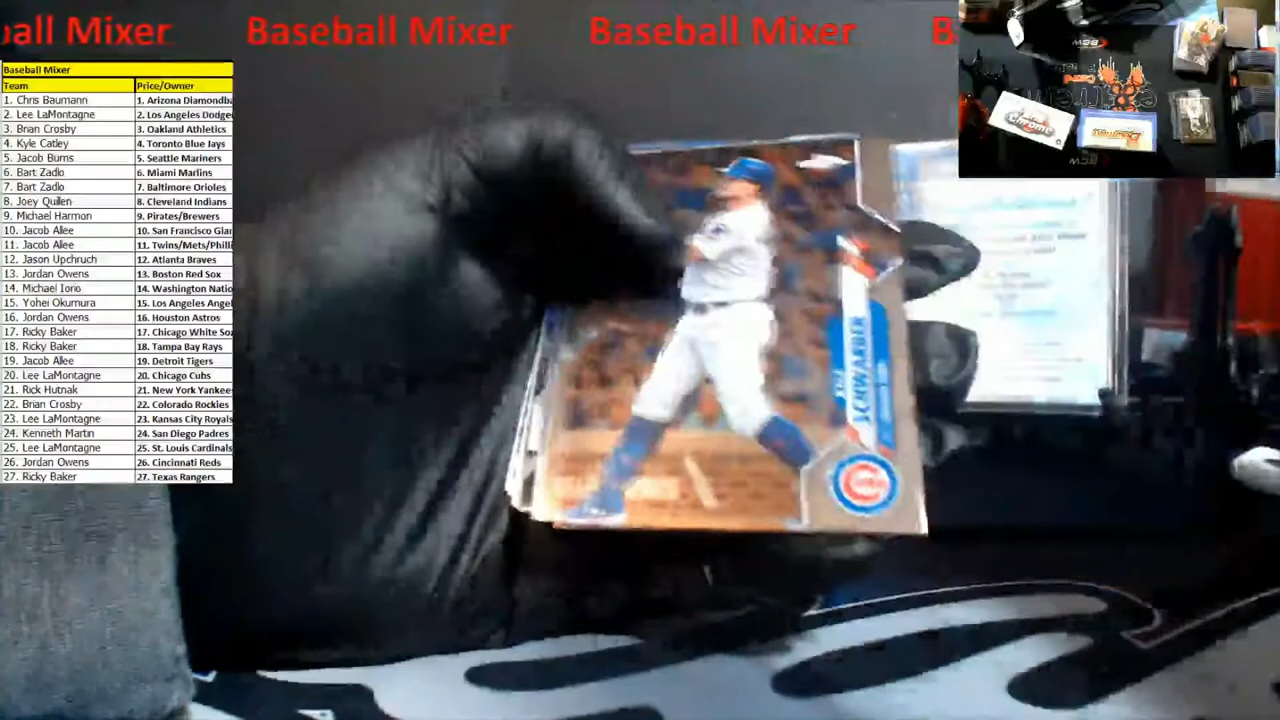 all Mixer Baseball Mixer Baseball Mixer B
Baseball Mixer
Team Price/Owner
1. Chris Baumann 1. Arizona Diamondba
2. Lee LaMontagne 2. Los Angeles Dodge
3. Brian Crosby 3. Oakland Athletics
4. Kyle Catley 4. Toronto Blue Jays
5. Jacob Burns 5. Seattle Mariners
6. Bart Zadlo 6. Miami Marlins
7. Bart Zadlo 7. Baltimore Orioles
8. Joey Quillen 8. Cleveland Indians
9. Michael Harmon 9. Pirates/Brewers
10. Jacob Allee 10. San Francisco Gia
11. Jacob Allee 11. Twins/Mets/Philli
12. Jason Upchruch 12. Atlanta Braves
13. Jordan Owens 13. Boston Red Sox
14. Michael Iorio 14. Washington Natio
15. Yohei Okumura 15. Los Angeles Ange
16. Jordan Owens 16. Houston Astros
17. Ricky Baker 17. Chicago White So
18. Ricky Baker 18. Tampa Bay Rays
19. Jacob Allee 19. Detroit Tigers
20. Lee LaMontagne 20. Chicago Cubs
21. Rick Hutnak 21. New York Yankee
22. Brian Crosby 22. Colorado Rockies
23. Lee LaMontagne 23. Kansas City Royals
24. Kenneth Martin 24. San Diego Padres
25. Lee LaMontagne 25. St. Louis Cardinals
26. Jordan Owens 26. Cincinnati Reds
27. Ricky Baker 27. Texas Rangers
SCHWARBER
Chrome